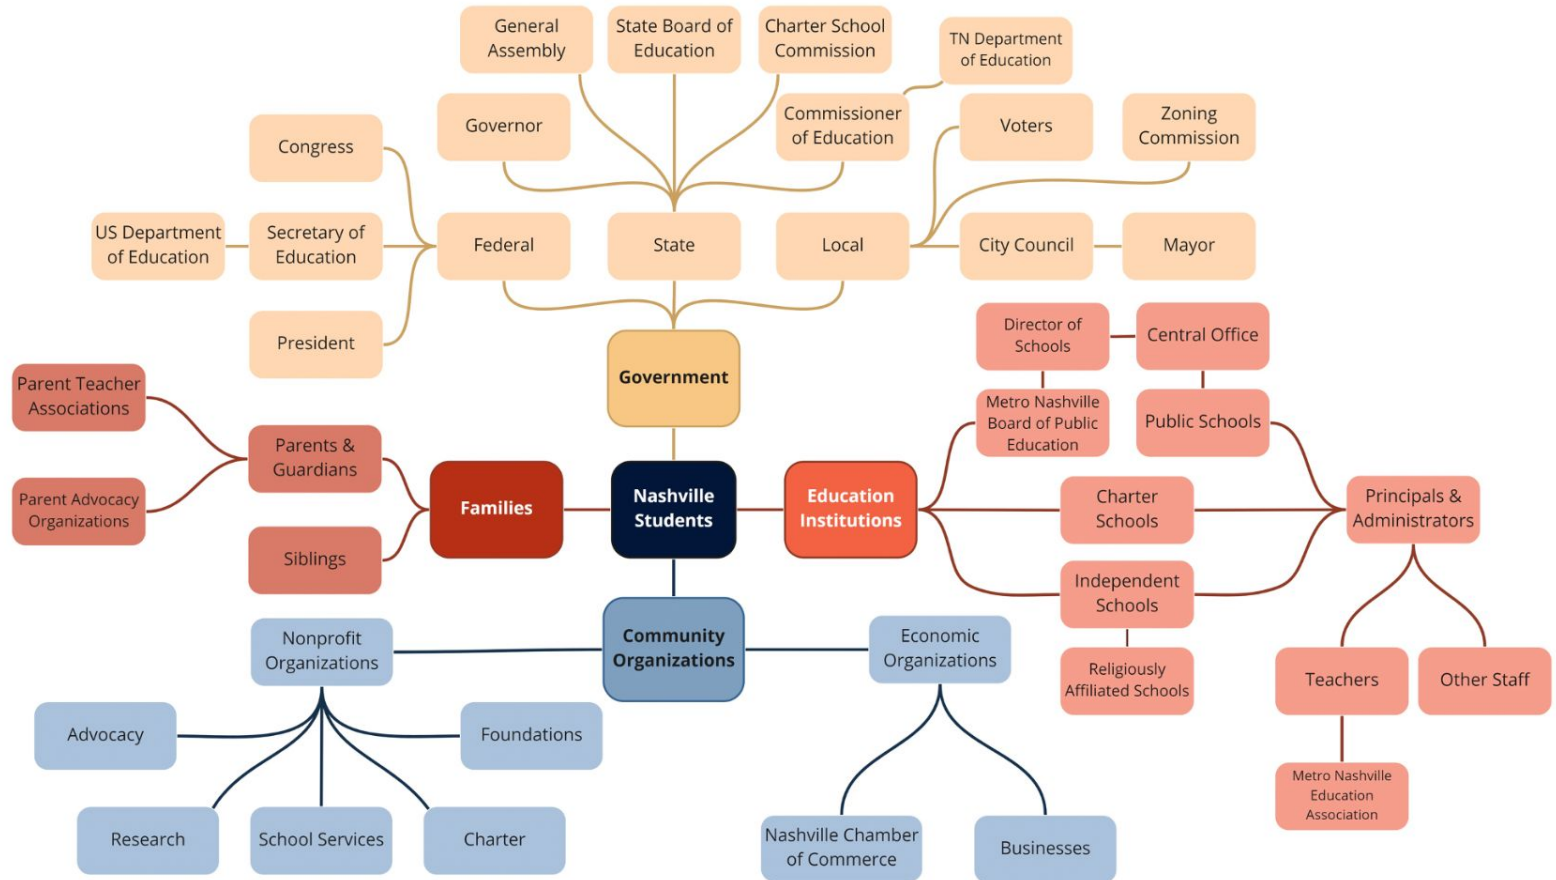 General
Assembly
State Board of
Education
Charter School
Commission
TN Department
of Education
Governor
Commissioner
of Education
Voters
Zoning
Commission
Congress
US Department
of Education
Secretary of
Education
Federal
State
Local
City Council
Mayor
President
Government
Director of
Schools
Central Office
Parent Teacher
Associations
Metro Nashville
Board of Public
Education
Public Schools
Parents &
Guardians
Parent Advocacy
Organizations
Siblings
Families
Nashville
Students
Education
Institutions
Charter
Schools
Principals &
Administrators
Independent
Schools
Religiously
Affiliated Schools
Teachers
Other Staff
Metro Nashville
Education
Association
Nonprofit
Organizations
Community
Organizations
Economic
Organizations
Advocacy
Foundations
Research
School Services
Charter
Nashville Chamber
of Commerce
Businesses